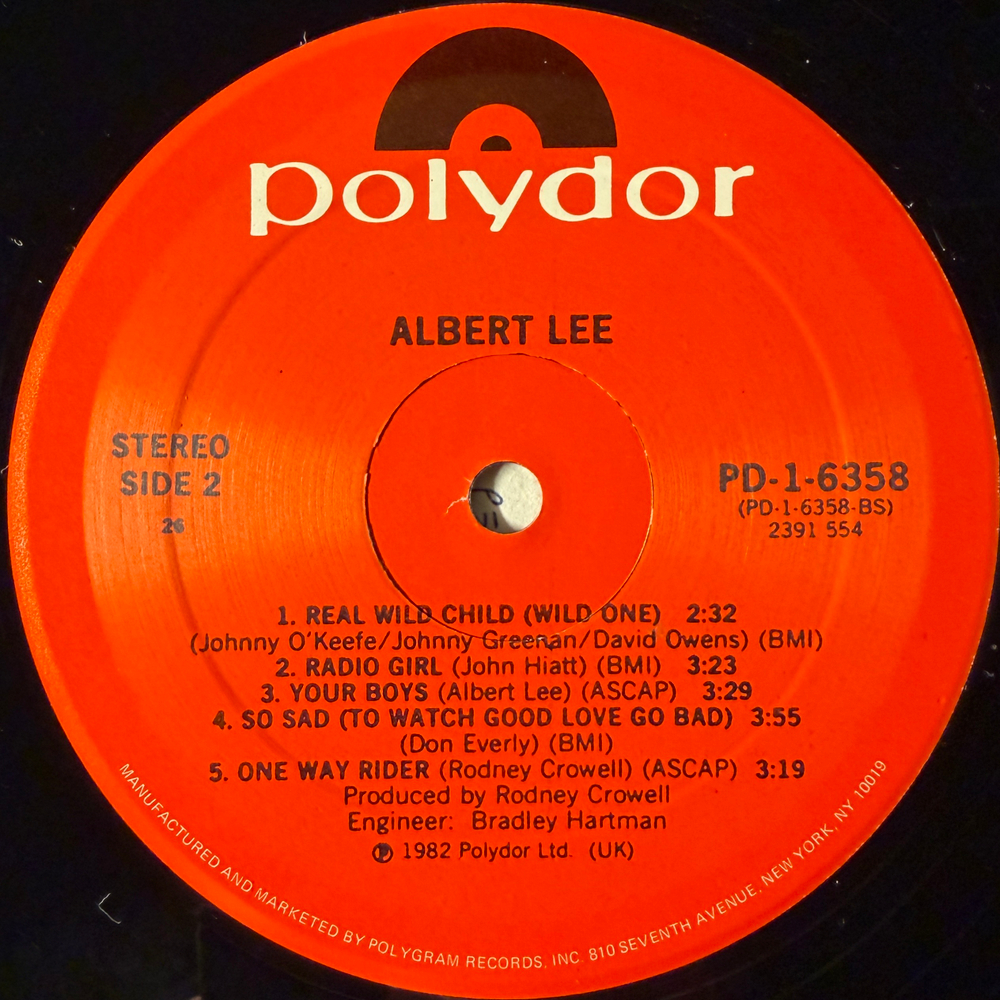 polydor
ALBERT LEE
STEREO
SIDE 2
26
PD-1-6358
(PD-1-6358-BS)
2391 554
1. REAL WILD CHILD (WILD ONE) 2:32
(Johnny O'Keefe/Johnny Greenan/David Owens) (BMI)
2. RADIO GIRL (John Hiatt) (BMI) 3:23
3. YOUR BOYS (Albert Lee) (ASCAP) 3:29
4. SO SAD (TO WATCH GOOD LOVE GO BAD) 3:55
(Don Everly) (BMI)
5. ONE WAY RIDER (Rodney Crowell) (ASCAP) 3:19
Produced by Rodney Crowell
Engineer: Bradley Hartman
℗ 1982 Polydor Ltd. (UK)
MANUFACTURED AND MARKETED BY POLYGRAM RECORDS, INC. 810 SEVENTH AVENUE, NEW YORK, NY 10019